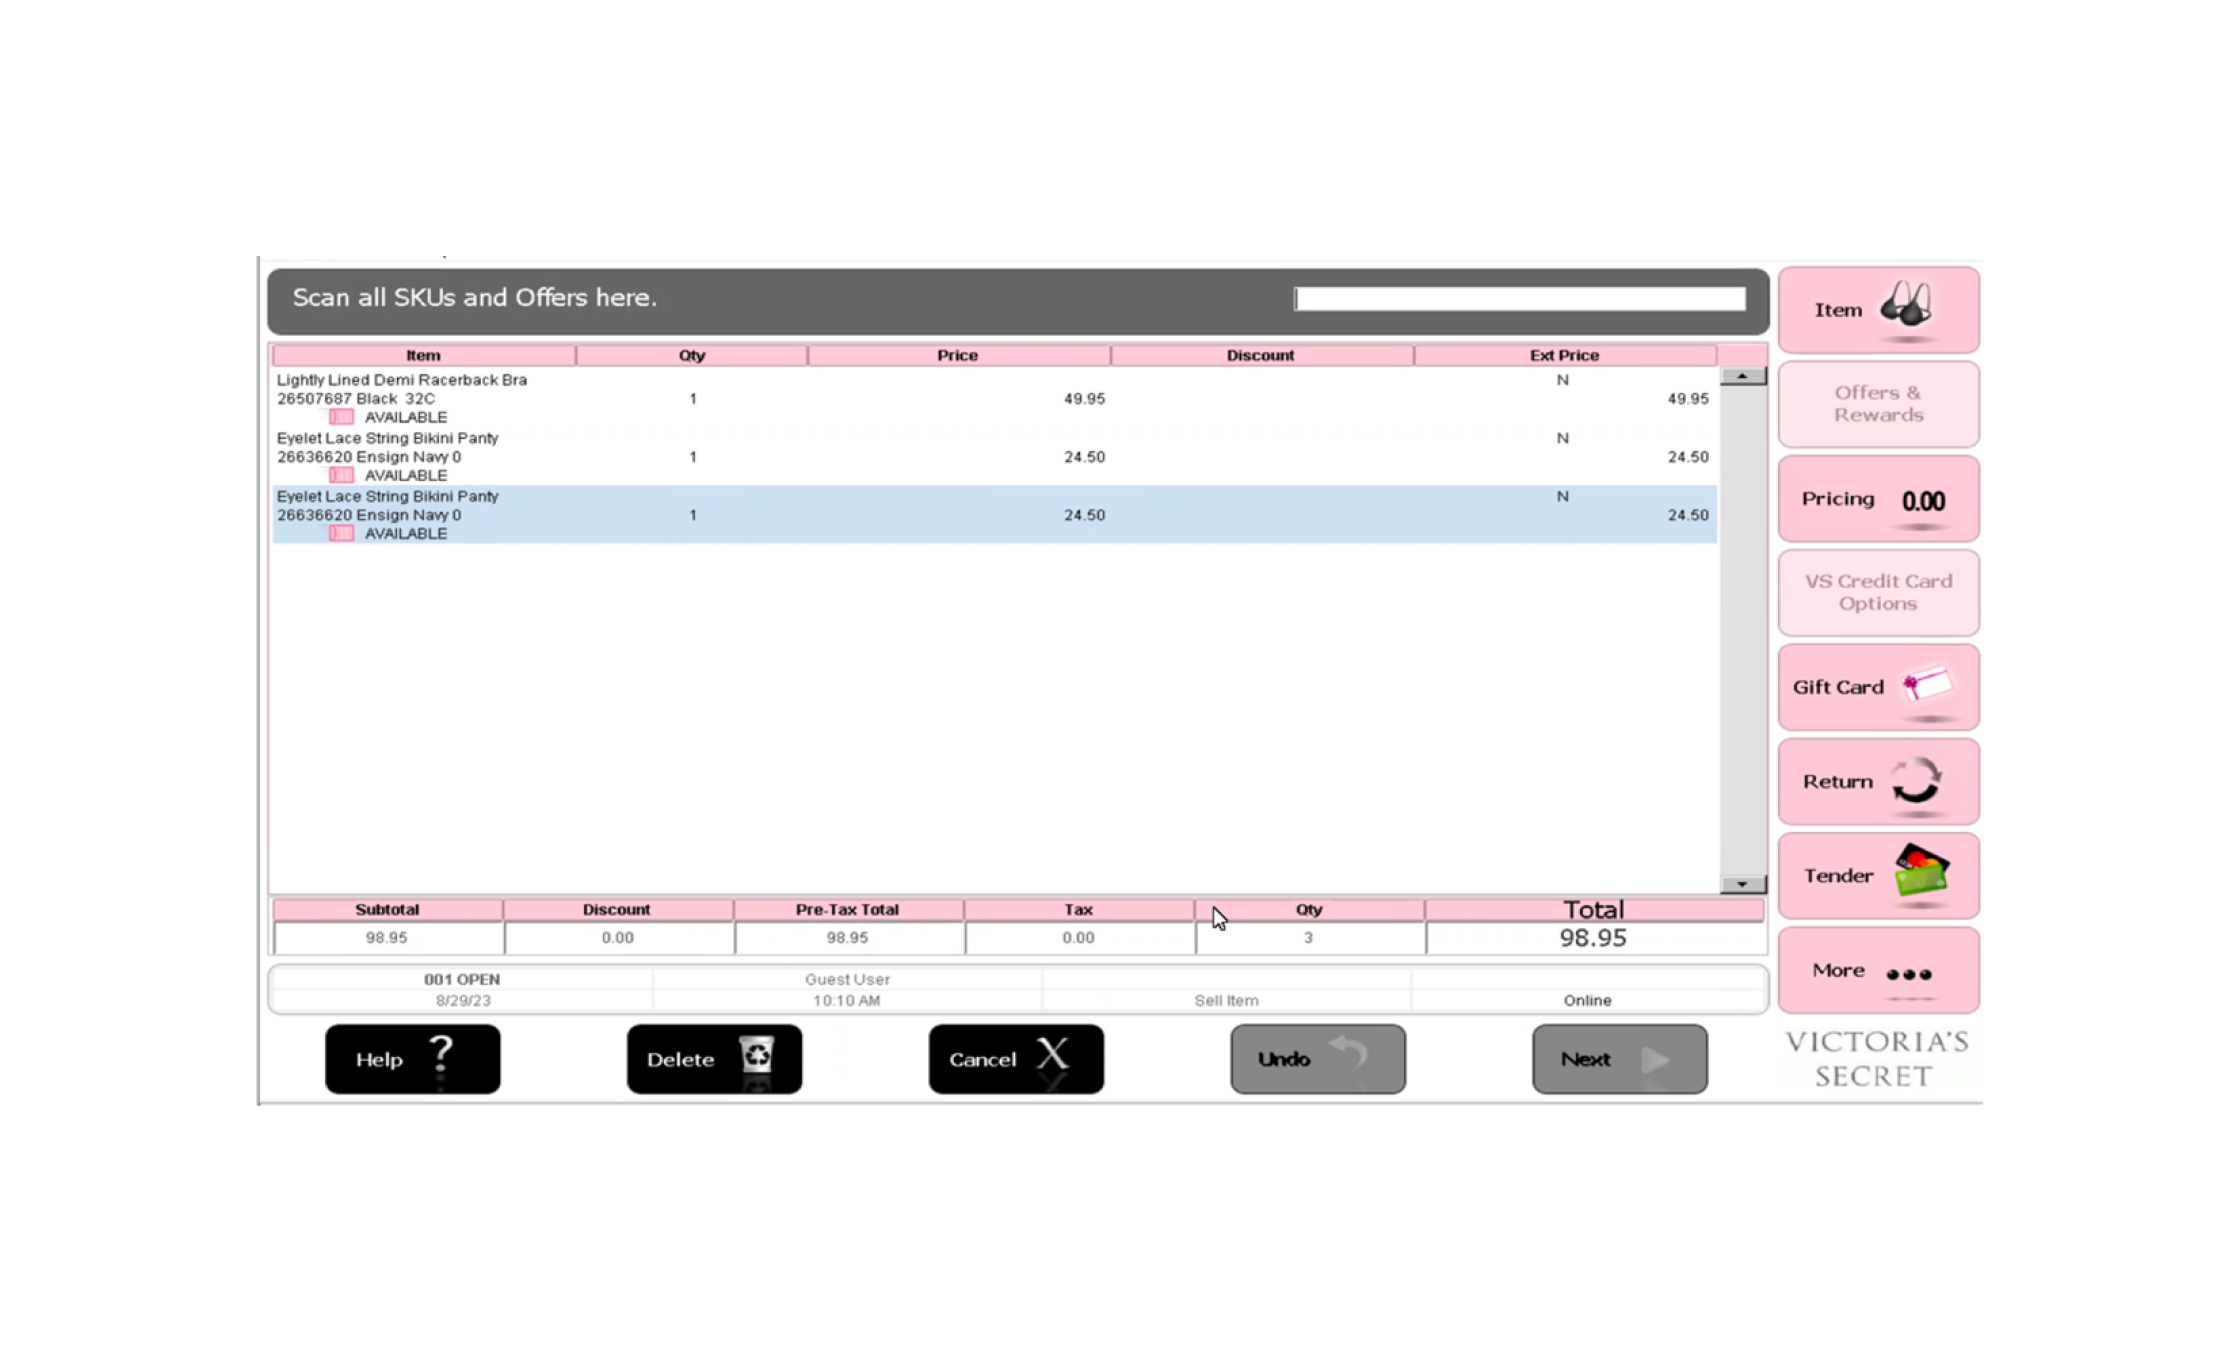 Scan all SKUs and Offers here.
Item Qty Price Discount Ext Price
Lightly Lined Demi Racerback Bra N
26507687 Black 32C 1 49.95 49.95
AVAILABLE
Eyelet Lace String Bikini Panty N
26636620 Ensign Navy 0 1 24.50 24.50
AVAILABLE
Eyelet Lace String Bikini Panty N
26636620 Ensign Navy 0 1 24.50 24.50
AVAILABLE
Subtotal Discount Pre-Tax Total Tax Qty Total
98.95 0.00 98.95 0.00 3 98.95
001 OPEN Guest User
8/29/23 10:10 AM Sell Item Online
Help ? Delete Cancel X Undo Next
Item
Offers &
Rewards
Pricing 0.00
VS Credit Card
Options
Gift Card
Return
Tender
More
VICTORIA'S
SECRET